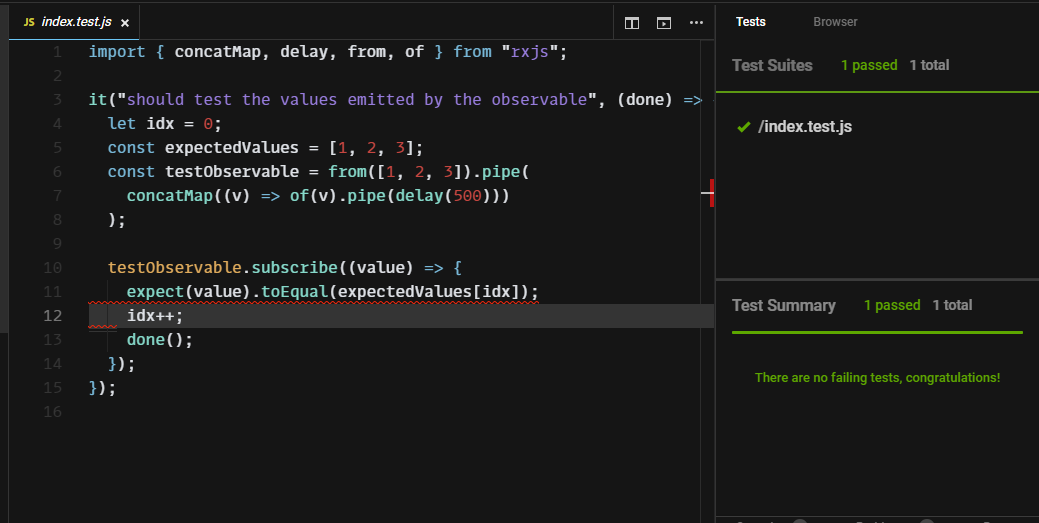 JS index.test.js ×
1 import { concatMap, delay, from, of } from "rxjs";
2
3 it("should test the values emitted by the observable", (done) =>
4 let idx = 0;
5 const expectedValues = [1, 2, 3];
6 const testObservable = from([1, 2, 3]).pipe(
7 concatMap((v) => of(v).pipe(delay(500)))
8 );
9
10 testObservable.subscribe((value) => {
11 expect(value).toEqual(expectedValues[idx]);
12 idx++;
13 done();
14 });
15 });
16
Tests Browser
Test Suites 1 passed 1 total
/index.test.js
Test Summary 1 passed 1 total
There are no failing tests, congratulations!